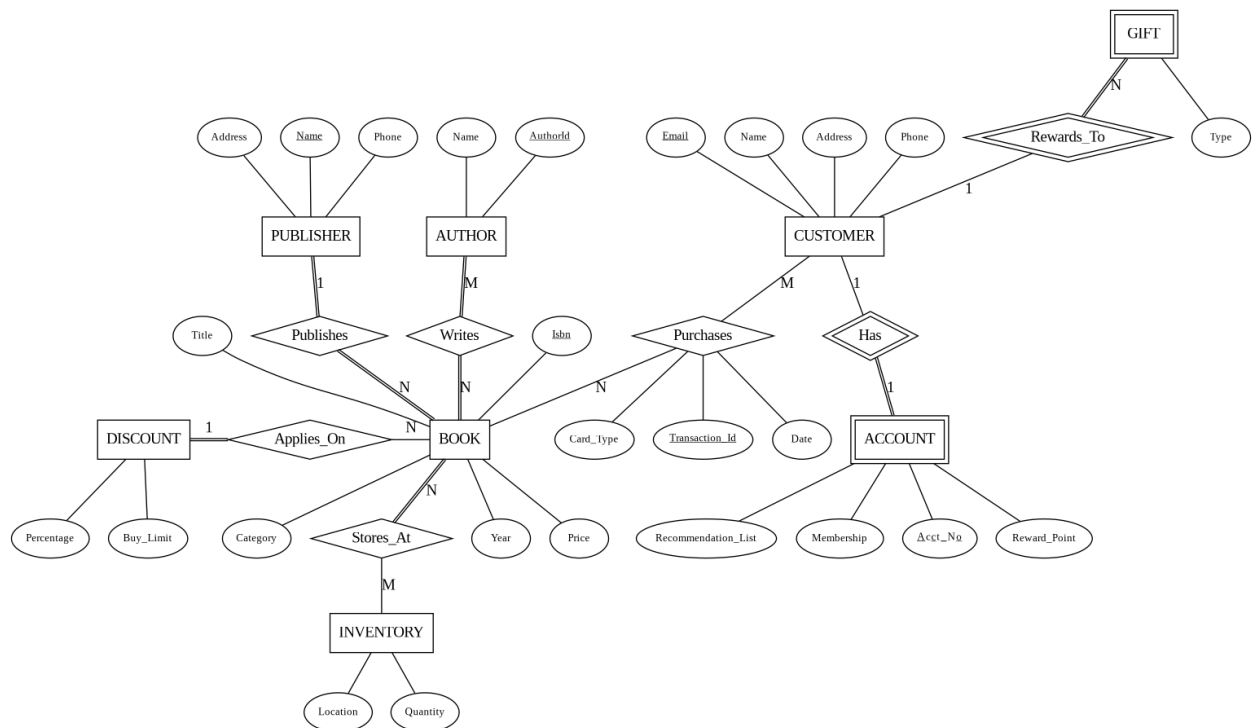 GIFT
N
Address
Name
Phone
Name
AuthorId
Email
Name
Address
Phone
Rewards_To
Type
1
PUBLISHER
AUTHOR
CUSTOMER
1
M
M
1
Title
Publishes
Writes
Isbn
Purchases
Has
N
N
N
1
DISCOUNT
1
Applies_On
N
BOOK
Card_Type
Transaction_Id
Date
ACCOUNT
N
Percentage
Buy_Limit
Category
Stores_At
Year
Price
Recommendation_List
Membership
Acct_No
Reward_Point
M
INVENTORY
Location
Quantity